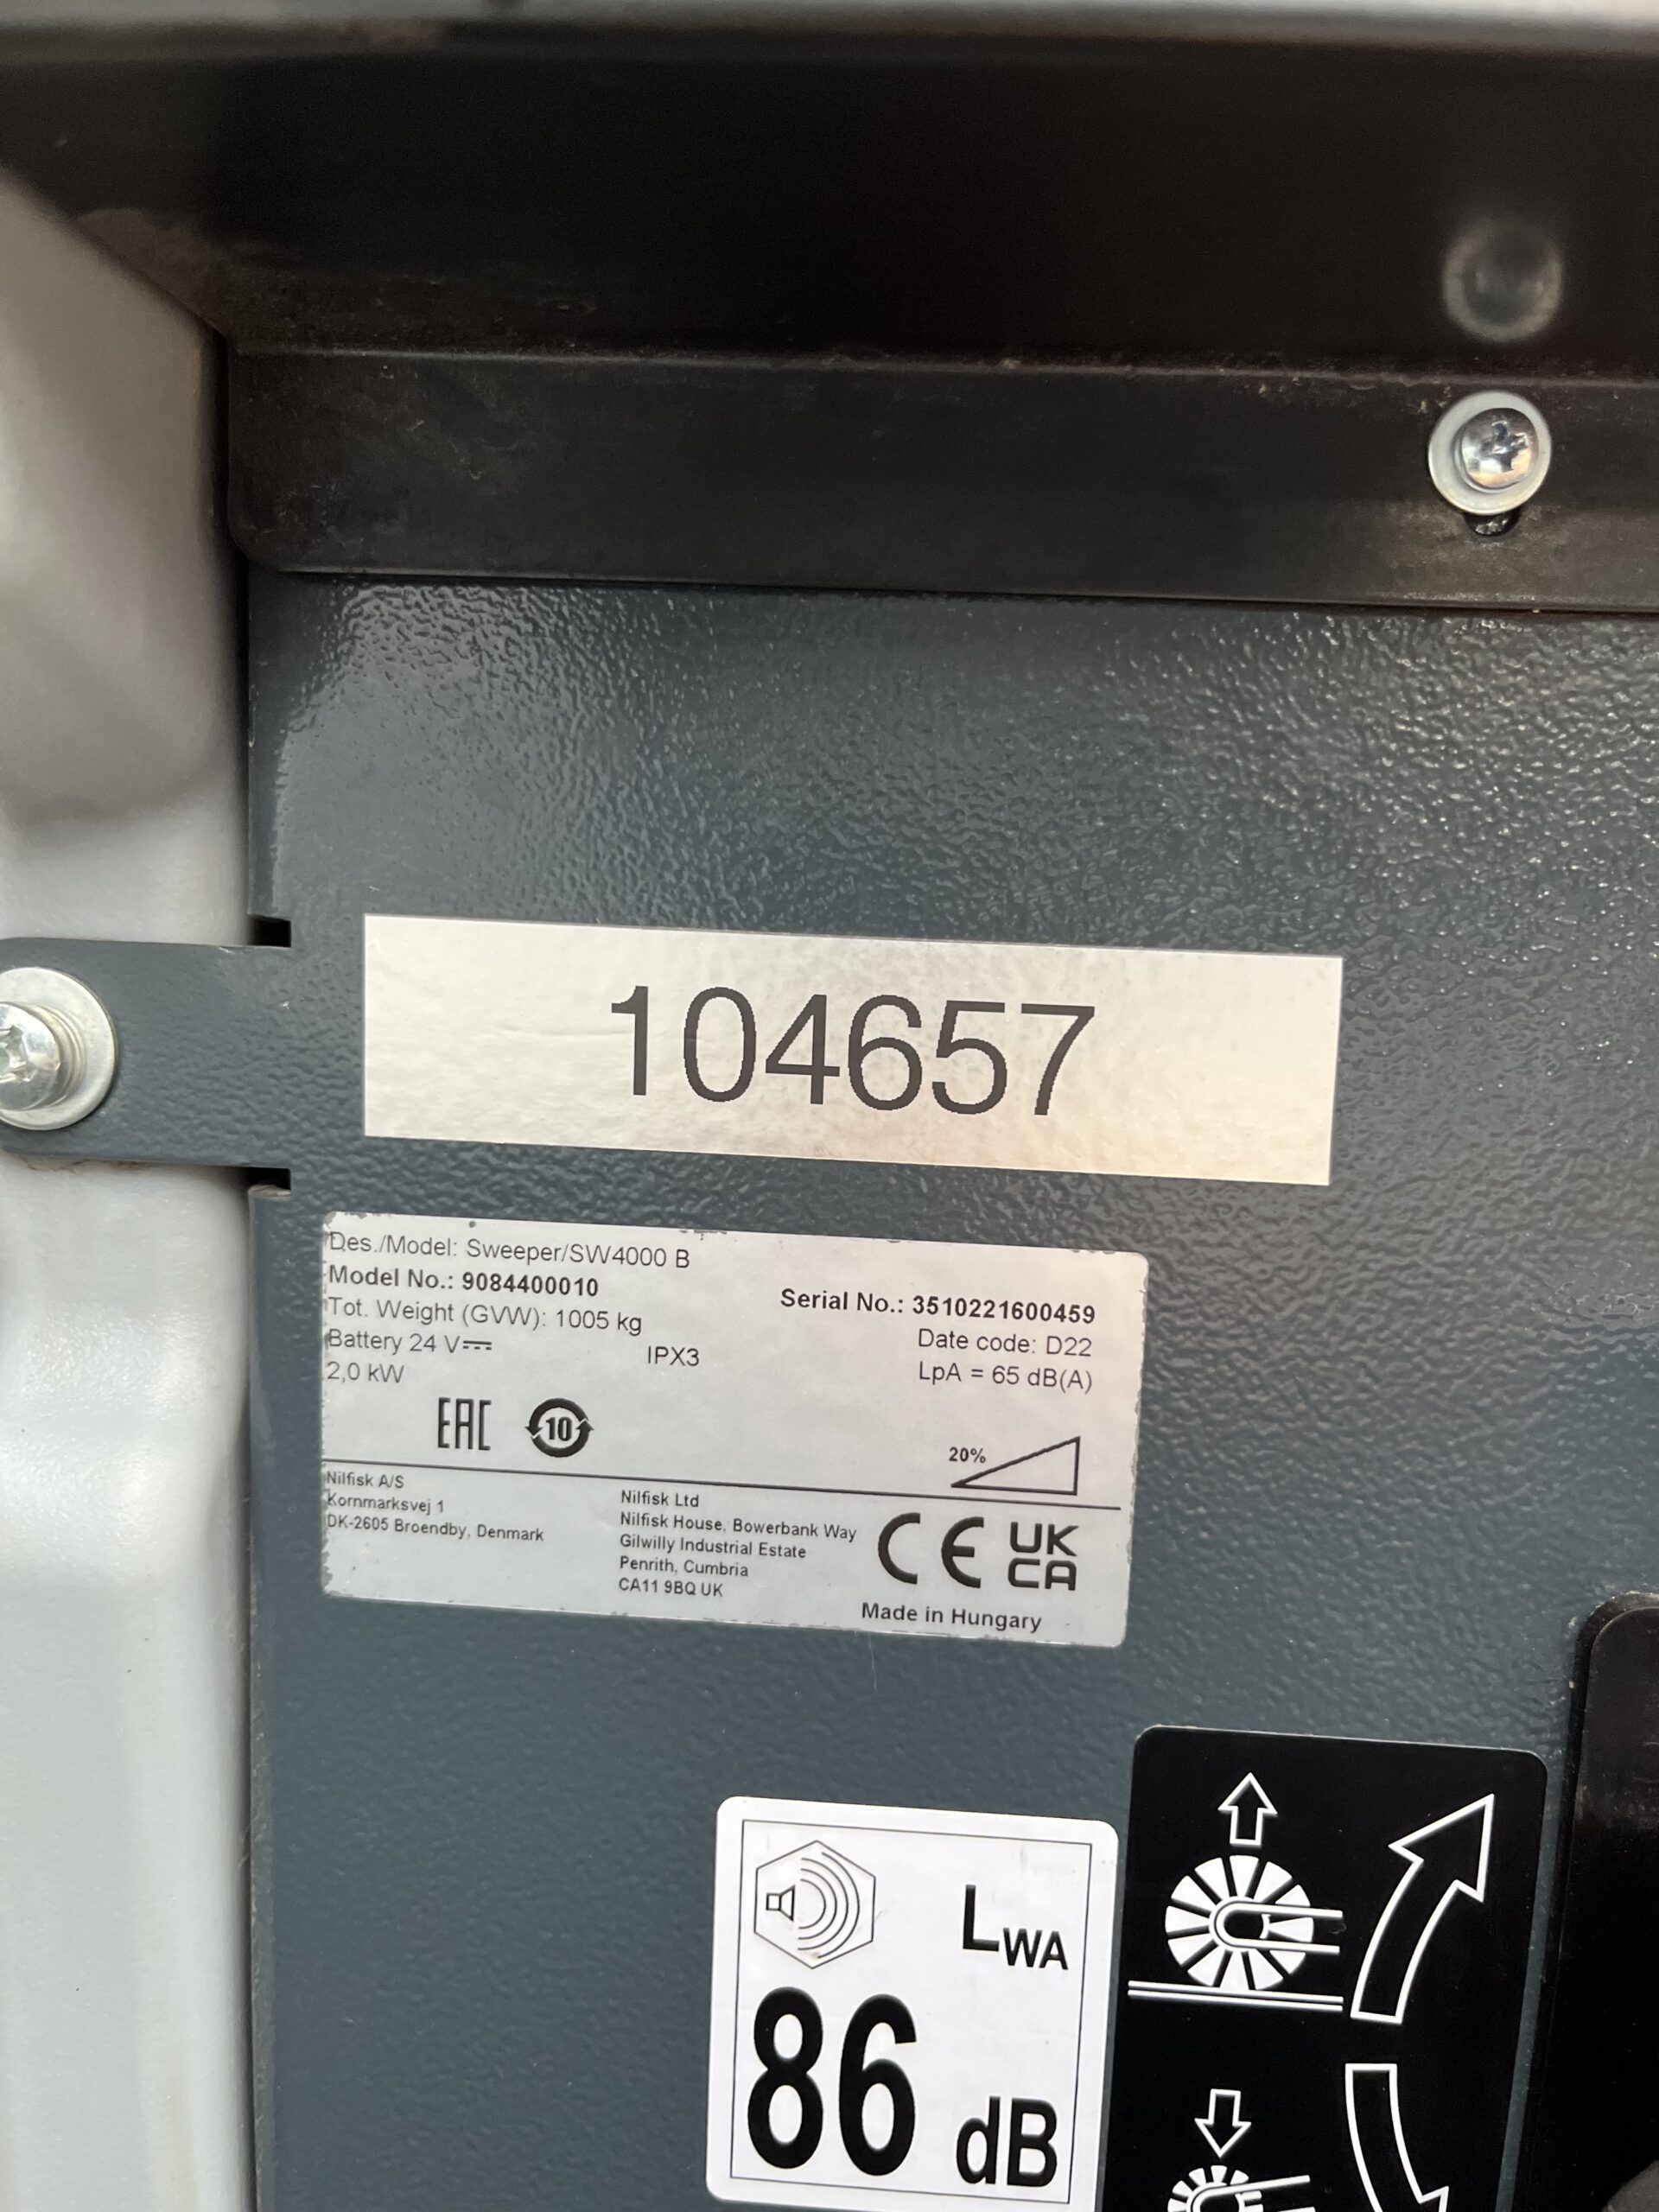 104657
Des./Model: Sweeper/SW4000 B
Model No.: 9084400010
Serial No.: 3510221600459
Tot. Weight (GVW): 1005 kg
Date code: D22
Battery 24 V
IPX3
LpA = 65 dB(A)
2,0 kW
EAC
10
20%
Nilfisk A/S
Kornmarksvej 1
DK-2605 Broendby, Denmark
Nilfisk Ltd
Nilfisk House, Bowerbank Way
Gilwilly Industrial Estate
Penrith, Cumbria
CA11 9BQ UK
CE
UK
CA
Made in Hungary
LWA
86 dB